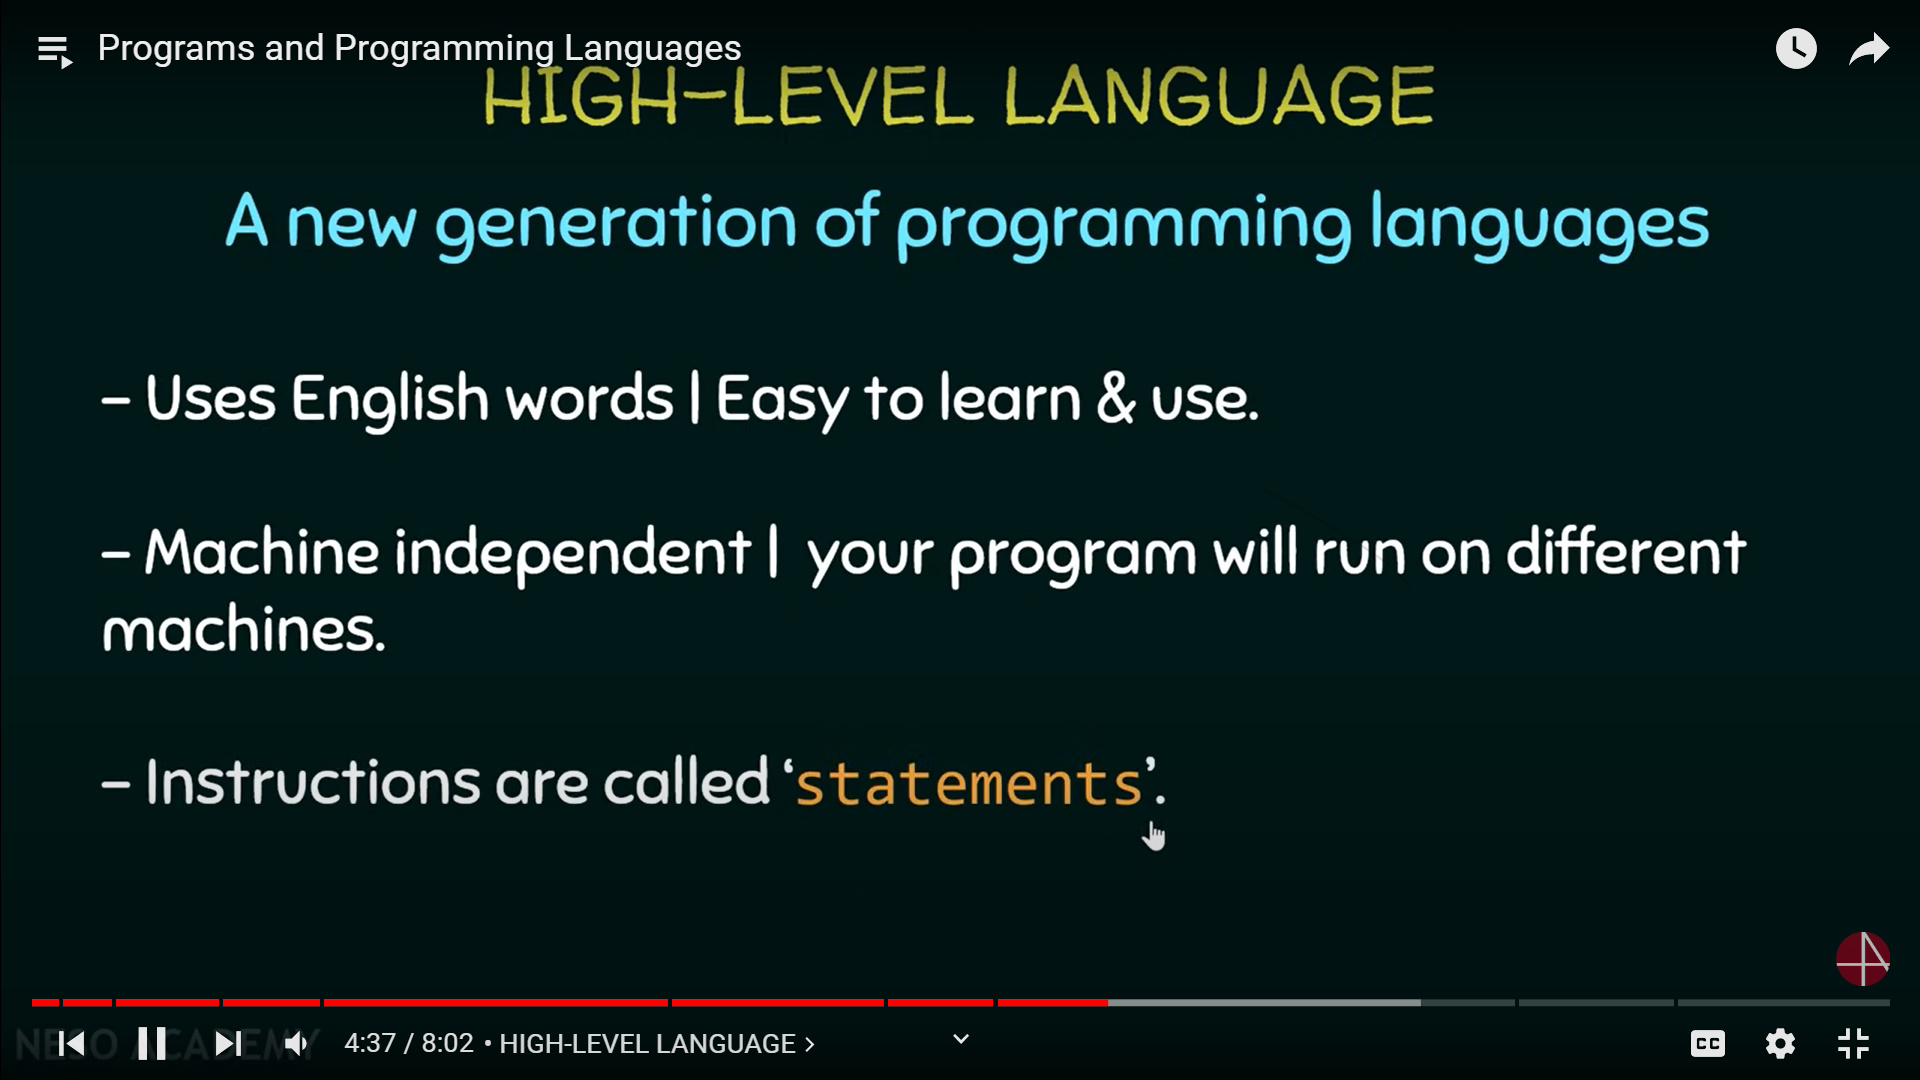 Programs and Programming Languages
HIGH-LEVEL LANGUAGE
A new generation of programming languages
– Uses English words | Easy to learn & use.
– Machine independent | your program will run on different
machines.
– Instructions are called ‘statements’.
NESO ACADEMY
4:37 / 8:02 • HIGH-LEVEL LANGUAGE >
CC